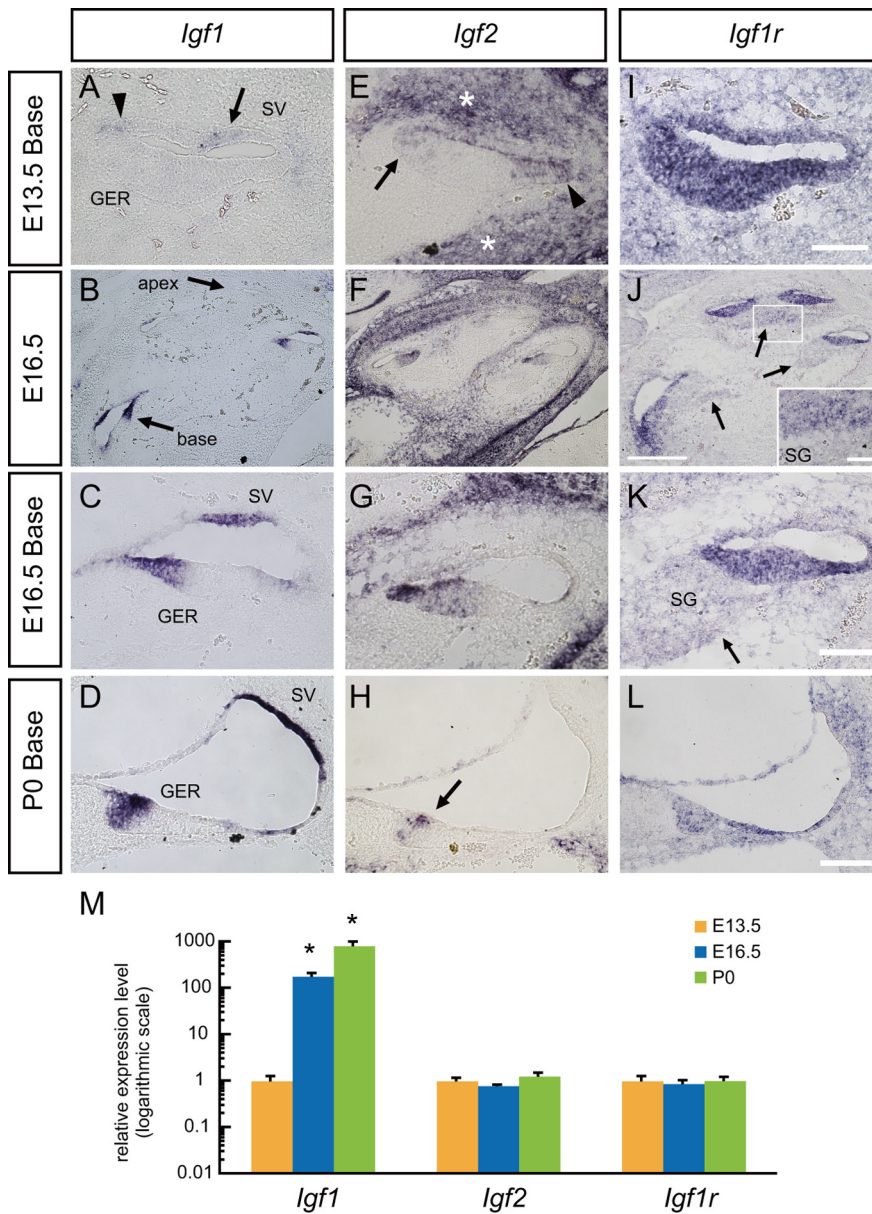 Igf1
Igf2
Igf1r
E13.5 Base
A
SV
GER
E
*
*
I
E16.5
B
apex
base
F
J
SG
E16.5 Base
C
SV
GER
G
K
SG
P0 Base
D
SV
GER
H
L
M
relative expression level
(logarithmic scale)
1000
100
10
1
0.1
0.01
*
*
E13.5
E16.5
P0
Igf1
Igf2
Igf1r